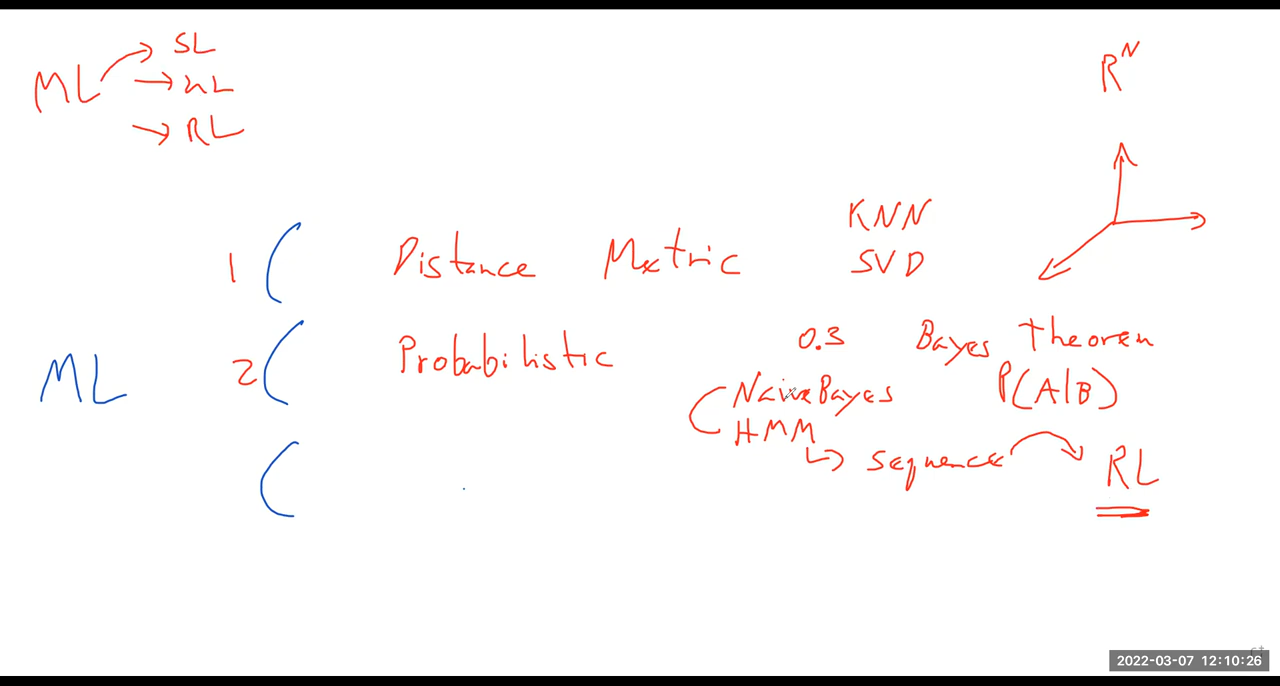 ML → SL
→ UL
→ RL
R^N
KNN
1 ( Distance Metric SVD
0.3 Bayes Theorem
2 ( Probabilistic
ML
( Naive Bayes P(A|B)
HMM
↳ sequence → RL
(
2022-03-07 12:10:26